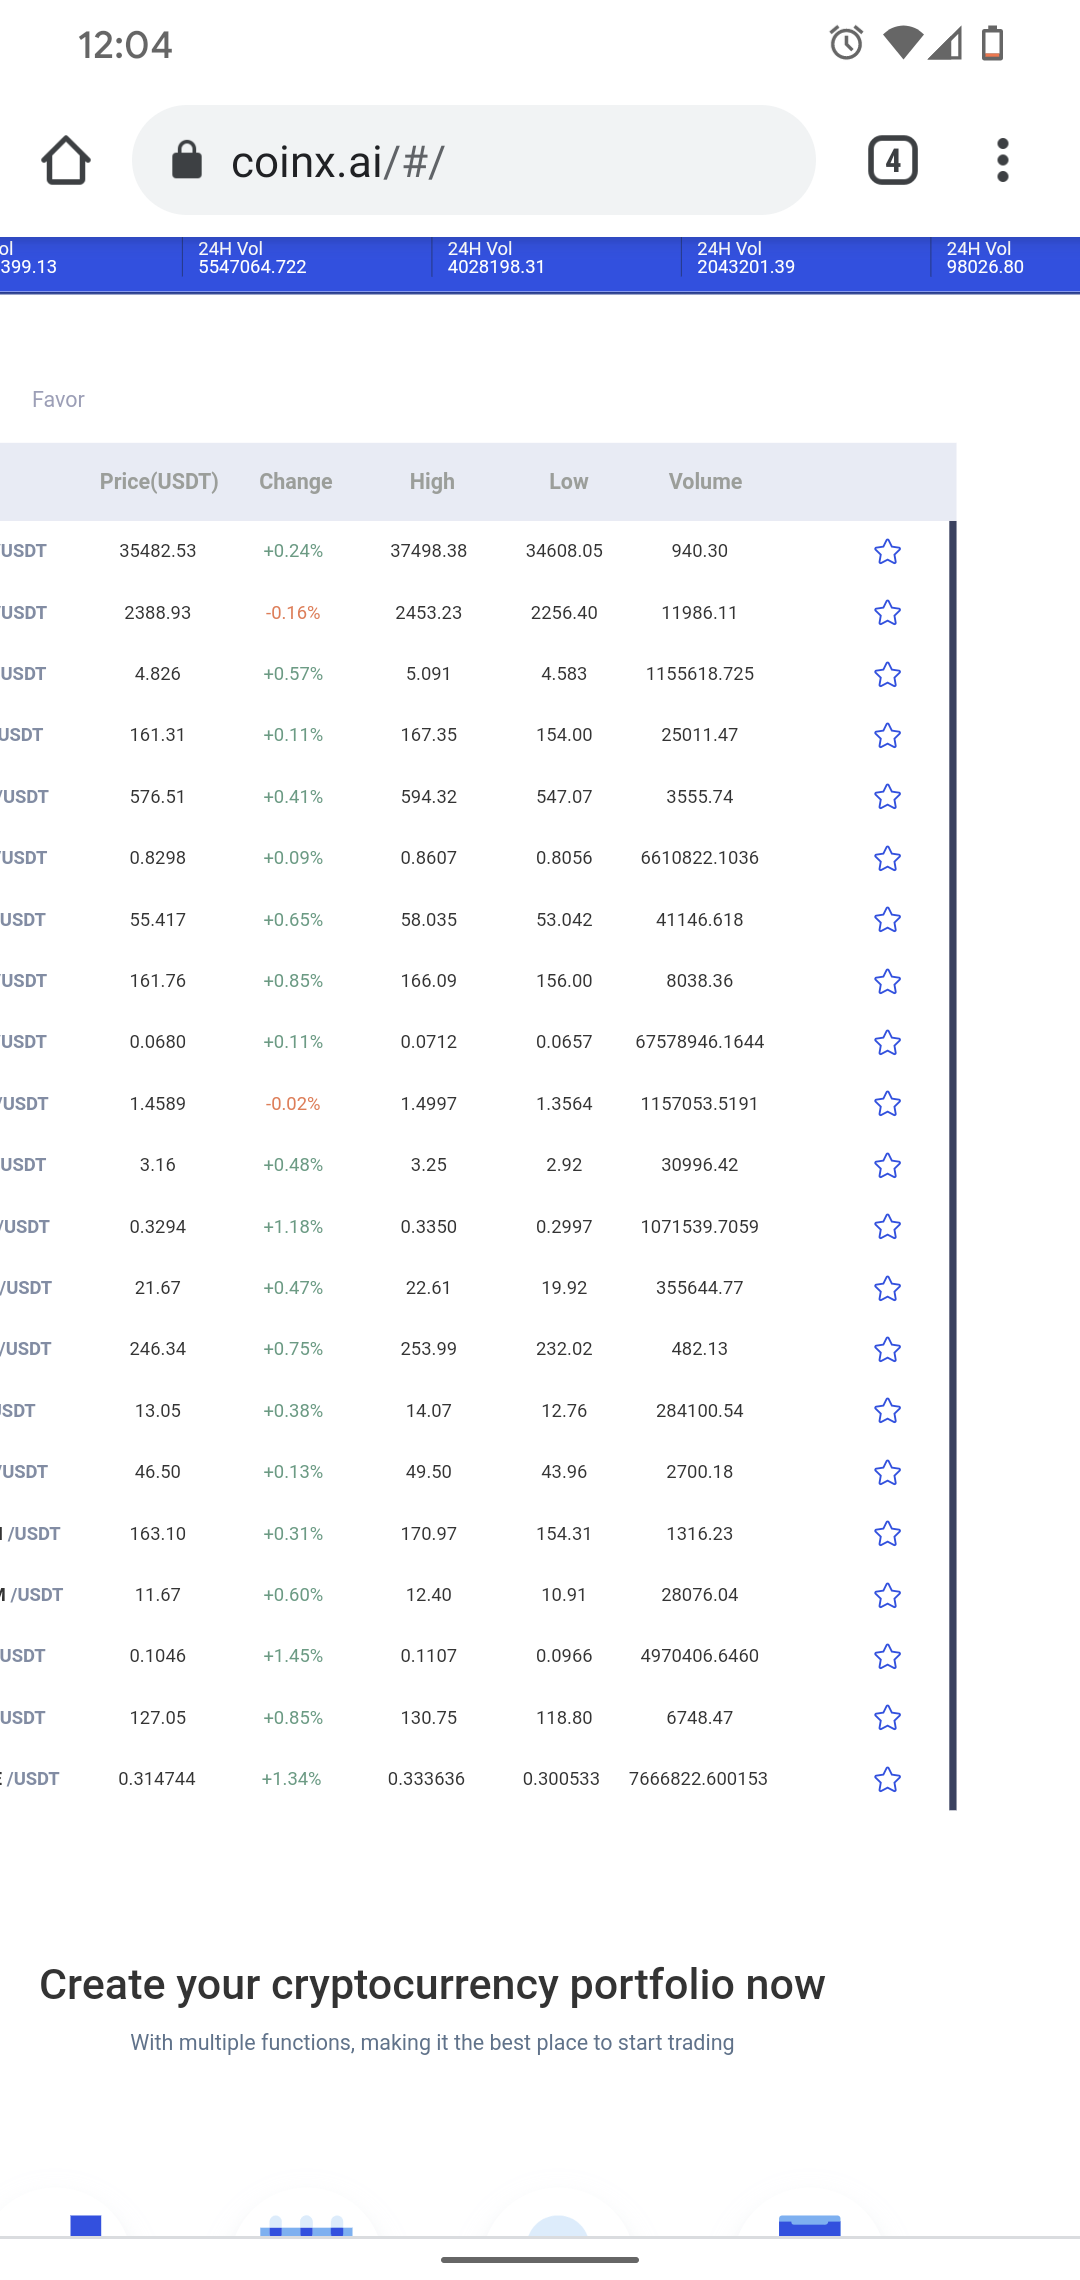 12:04
coinx.ai/#/
4
ol 24H Vol 24H Vol 24H Vol 24H Vol
399.13 5547064.722 4028198.31 2043201.39 98026.80
Favor
Price(USDT) Change High Low Volume
/USDT 35482.53 +0.24% 37498.38 34608.05 940.30
/USDT 2388.93 -0.16% 2453.23 2256.40 11986.11
USDT 4.826 +0.57% 5.091 4.583 1155618.725
USDT 161.31 +0.11% 167.35 154.00 25011.47
/USDT 576.51 +0.41% 594.32 547.07 3555.74
/USDT 0.8298 +0.09% 0.8607 0.8056 6610822.1036
USDT 55.417 +0.65% 58.035 53.042 41146.618
/USDT 161.76 +0.85% 166.09 156.00 8038.36
/USDT 0.0680 +0.11% 0.0712 0.0657 67578946.1644
/USDT 1.4589 -0.02% 1.4997 1.3564 1157053.5191
USDT 3.16 +0.48% 3.25 2.92 30996.42
/USDT 0.3294 +1.18% 0.3350 0.2997 1071539.7059
/USDT 21.67 +0.47% 22.61 19.92 355644.77
/USDT 246.34 +0.75% 253.99 232.02 482.13
SDT 13.05 +0.38% 14.07 12.76 284100.54
/USDT 46.50 +0.13% 49.50 43.96 2700.18
/USDT 163.10 +0.31% 170.97 154.31 1316.23
M /USDT 11.67 +0.60% 12.40 10.91 28076.04
USDT 0.1046 +1.45% 0.1107 0.0966 4970406.6460
USDT 127.05 +0.85% 130.75 118.80 6748.47
E /USDT 0.314744 +1.34% 0.333636 0.300533 7666822.600153
Create your cryptocurrency portfolio now
With multiple functions, making it the best place to start trading